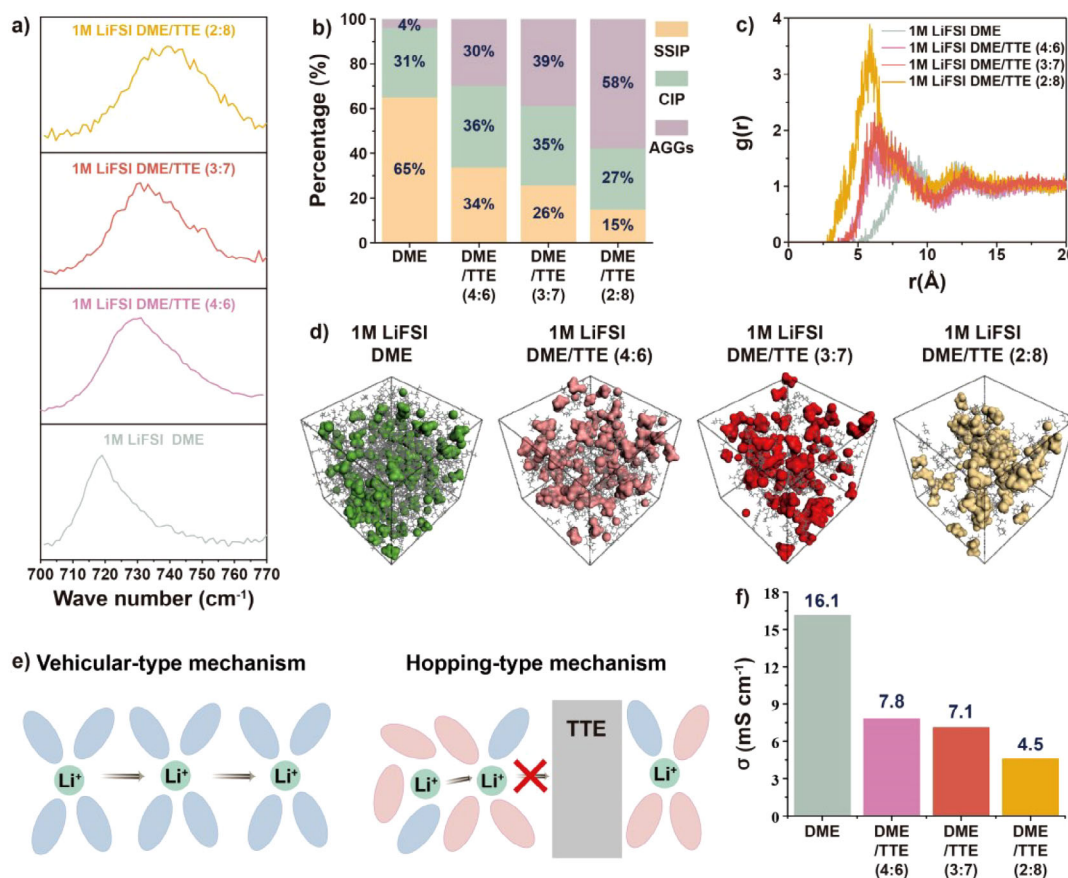 a)
1M LiFSI DME/TTE (2:8)
1M LiFSI DME/TTE (3:7)
1M LiFSI DME/TTE (4:6)
1M LiFSI DME
700 710 720 730 740 750 760 770
Wave number (cm⁻¹)
b)
Percentage (%)
100
80
60
40
20
0
4%
31%
65%
30%
36%
34%
39%
35%
26%
58%
27%
15%
DME
DME
/TTE
(4:6)
DME
/TTE
(3:7)
DME
/TTE
(2:8)
SSIP
CIP
AGGs
c)
g(r)
4
3
2
1
0
1M LiFSI DME
1M LiFSI DME/TTE (4:6)
1M LiFSI DME/TTE (3:7)
1M LiFSI DME/TTE (2:8)
0 5 10 15 20
r(Å)
d)
1M LiFSI
DME
1M LiFSI
DME/TTE (4:6)
1M LiFSI
DME/TTE (3:7)
1M LiFSI
DME/TTE (2:8)
e) Vehicular-type mechanism
Li⁺
Li⁺
Li⁺
Hopping-type mechanism
Li⁺
Li⁺
TTE
Li⁺
f)
σ (mS cm⁻¹)
18
15
12
9
6
3
0
16.1
7.8
7.1
4.5
DME
DME
/TTE
(4:6)
DME
/TTE
(3:7)
DME
/TTE
(2:8)